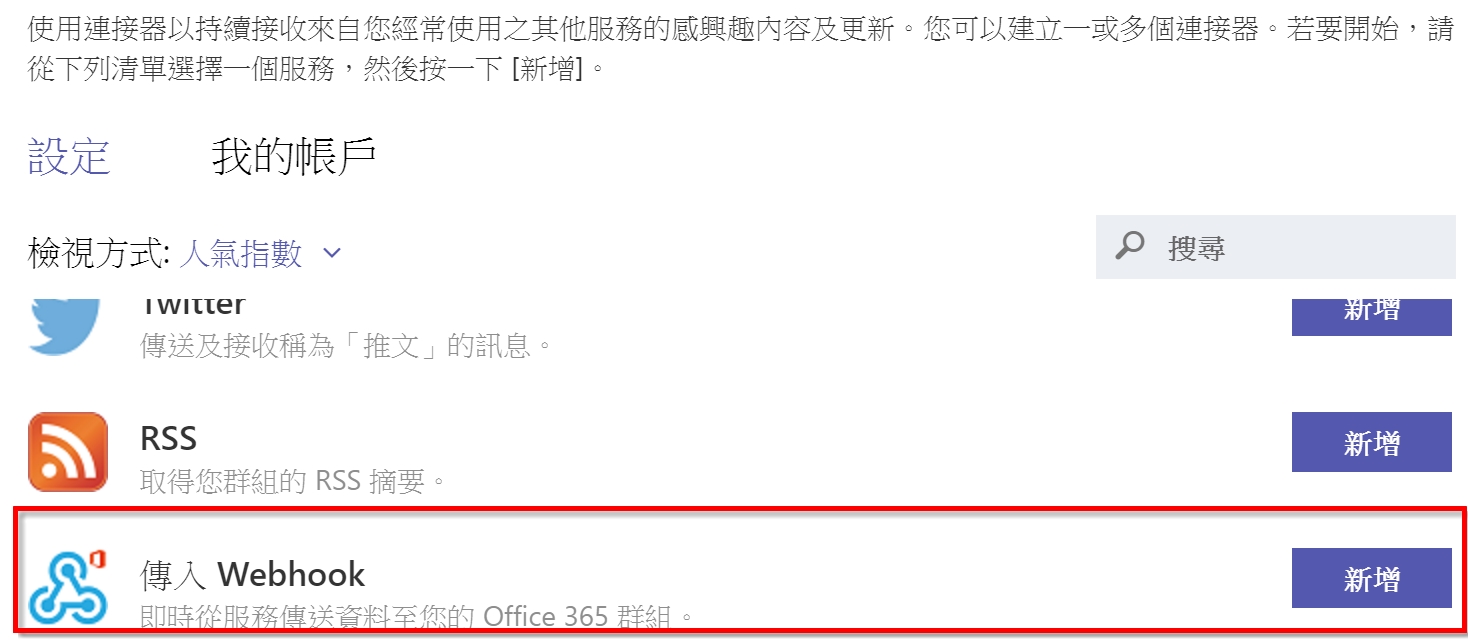 使用連接器以持續接收來自您經常使用之其他服務的感興趣內容及更新。您可以建立一或多個連接器。若要開始，請
從下列清單選擇一個服務，然後按一下 [新增]。
設定 我的帳戶
檢視方式: 人氣指數 搜尋
Twitter 新增
傳送及接收稱為「推文」的訊息。
RSS 新增
取得您群組的 RSS 摘要。
傳入 Webhook 新增
即時從服務傳送資料至您的 Office 365 群組。